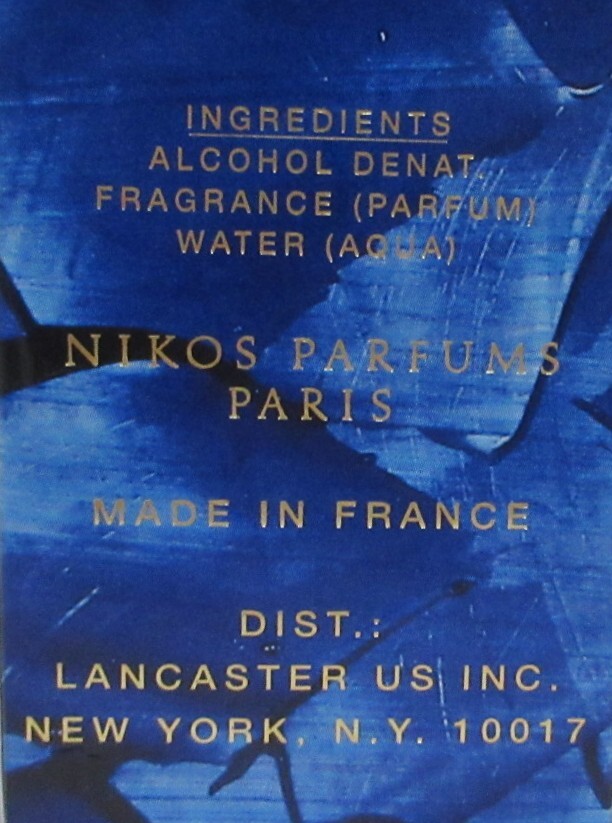 INGREDIENTS
ALCOHOL DENAT.
FRAGRANCE (PARFUM)
WATER (AQUA)
NIKOS PARFUMS
PARIS
MADE IN FRANCE
DIST.:
LANCASTER US INC.
NEW YORK, N.Y. 10017